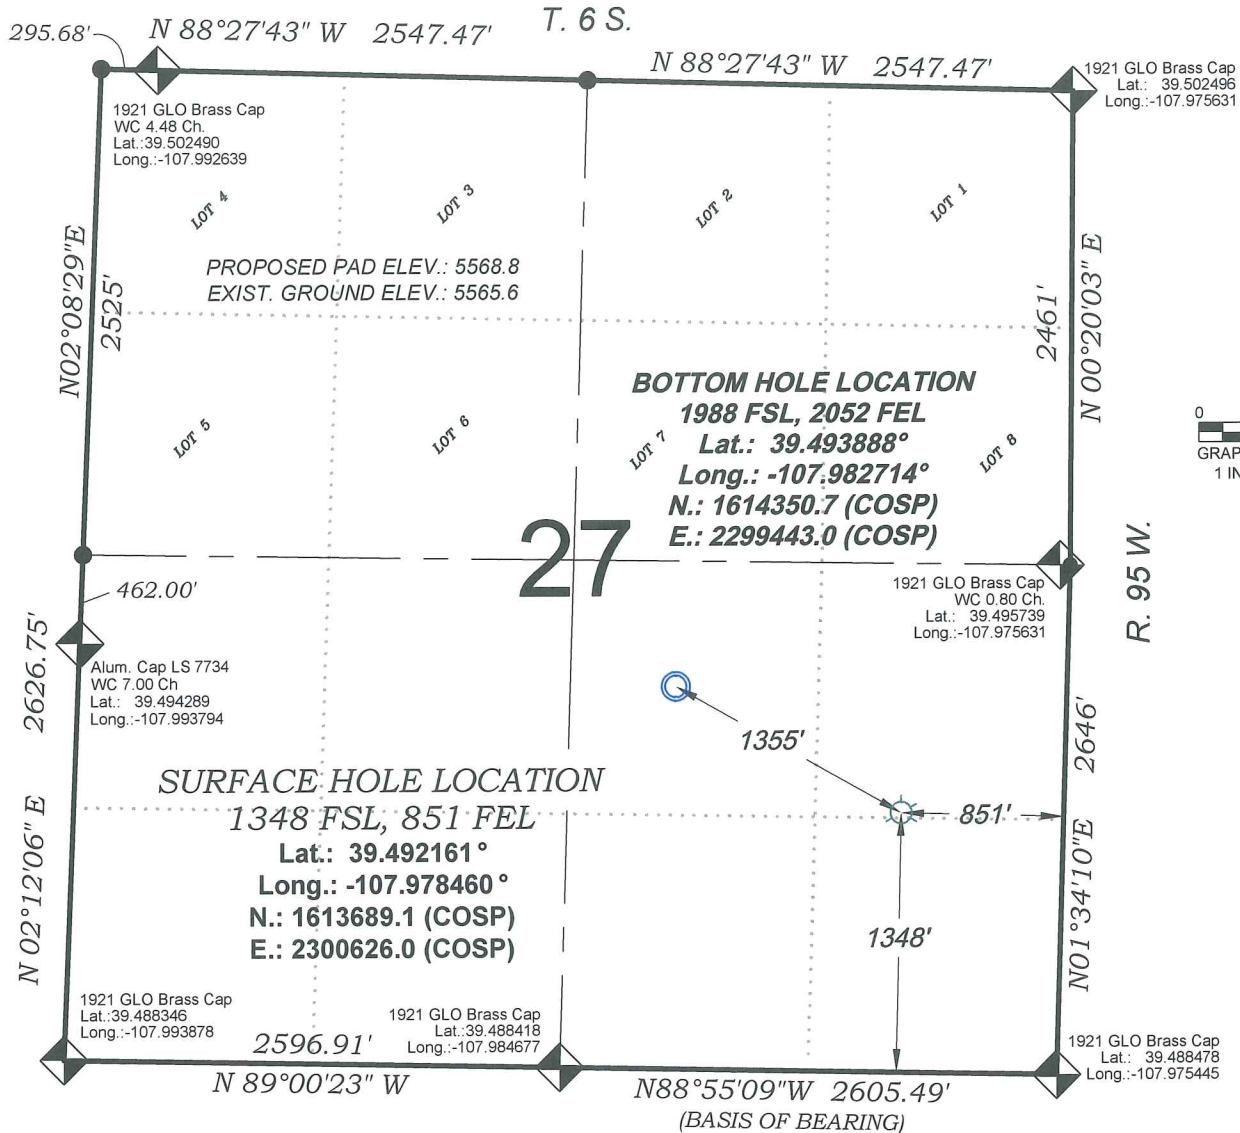 T. 6 S.
295.68'
N 88°27'43" W 2547.47'
N 88°27'43" W 2547.47'
1921 GLO Brass Cap
Lat.: 39.502496
Long.:-107.975631
1921 GLO Brass Cap
WC 4.48 Ch.
Lat.:39.502490
Long.:-107.992639
LOT 4
LOT 3
LOT 2
LOT 1
PROPOSED PAD ELEV.: 5568.8
EXIST. GROUND ELEV.: 5565.6
N02°08'29"E
2525'
2461'
N 00°20'03" E
BOTTOM HOLE LOCATION
1988 FSL, 2052 FEL
Lat.: 39.493888°
Long.: -107.982714°
N.: 1614350.7 (COSP)
E.: 2299443.0 (COSP)
LOT 5
LOT 6
LOT 7
LOT 8
0
GRAP
1 IN
27
R. 95 W.
462.00'
1921 GLO Brass Cap
WC 0.80 Ch.
Lat.: 39.495739
Long.:-107.975631
2626.75'
Alum. Cap LS 7734
WC 7.00 Ch
Lat.: 39.494289
Long.:-107.993794
1355'
2646'
SURFACE HOLE LOCATION
1348 FSL, 851 FEL
Lat.: 39.492161°
Long.: -107.978460°
N.: 1613689.1 (COSP)
E.: 2300626.0 (COSP)
851'
N 02°12'06" E
N01°34'10"E
1348'
1921 GLO Brass Cap
Lat.:39.488346
Long.:-107.993878
1921 GLO Brass Cap
Lat.:39.488418
Long.:-107.984677
1921 GLO Brass Cap
Lat.: 39.488478
Long.:-107.975445
2596.91'
N 89°00'23" W
N88°55'09"W 2605.49'
(BASIS OF BEARING)